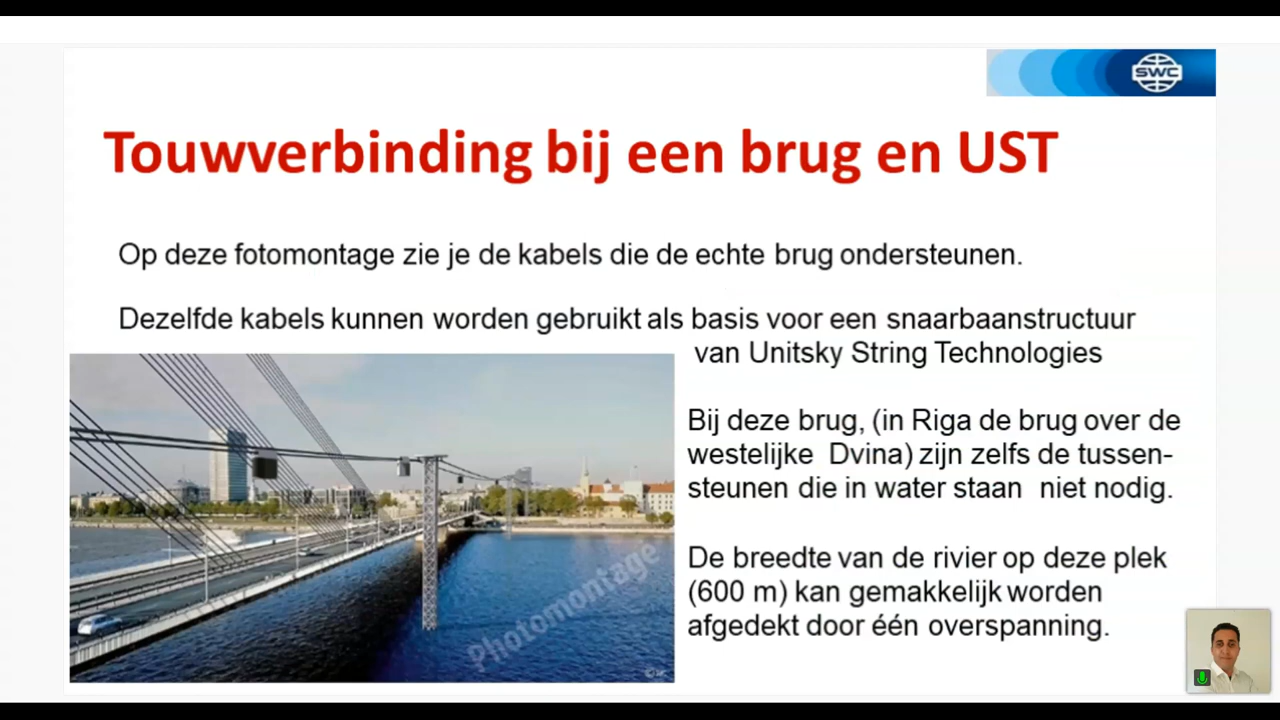 SWC
Touwverbinding bij een brug en UST
Op deze fotomontage zie je de kabels die de echte brug ondersteunen.
Dezelfde kabels kunnen worden gebruikt als basis voor een snaarbaanstructuur
van Unitsky String Technologies
Bij deze brug, (in Riga de brug over de
westelijke Dvina) zijn zelfs de tussen-
steunen die in water staan niet nodig.
De breedte van de rivier op deze plek
(600 m) kan gemakkelijk worden
afgedekt door één overspanning.
Photomontage